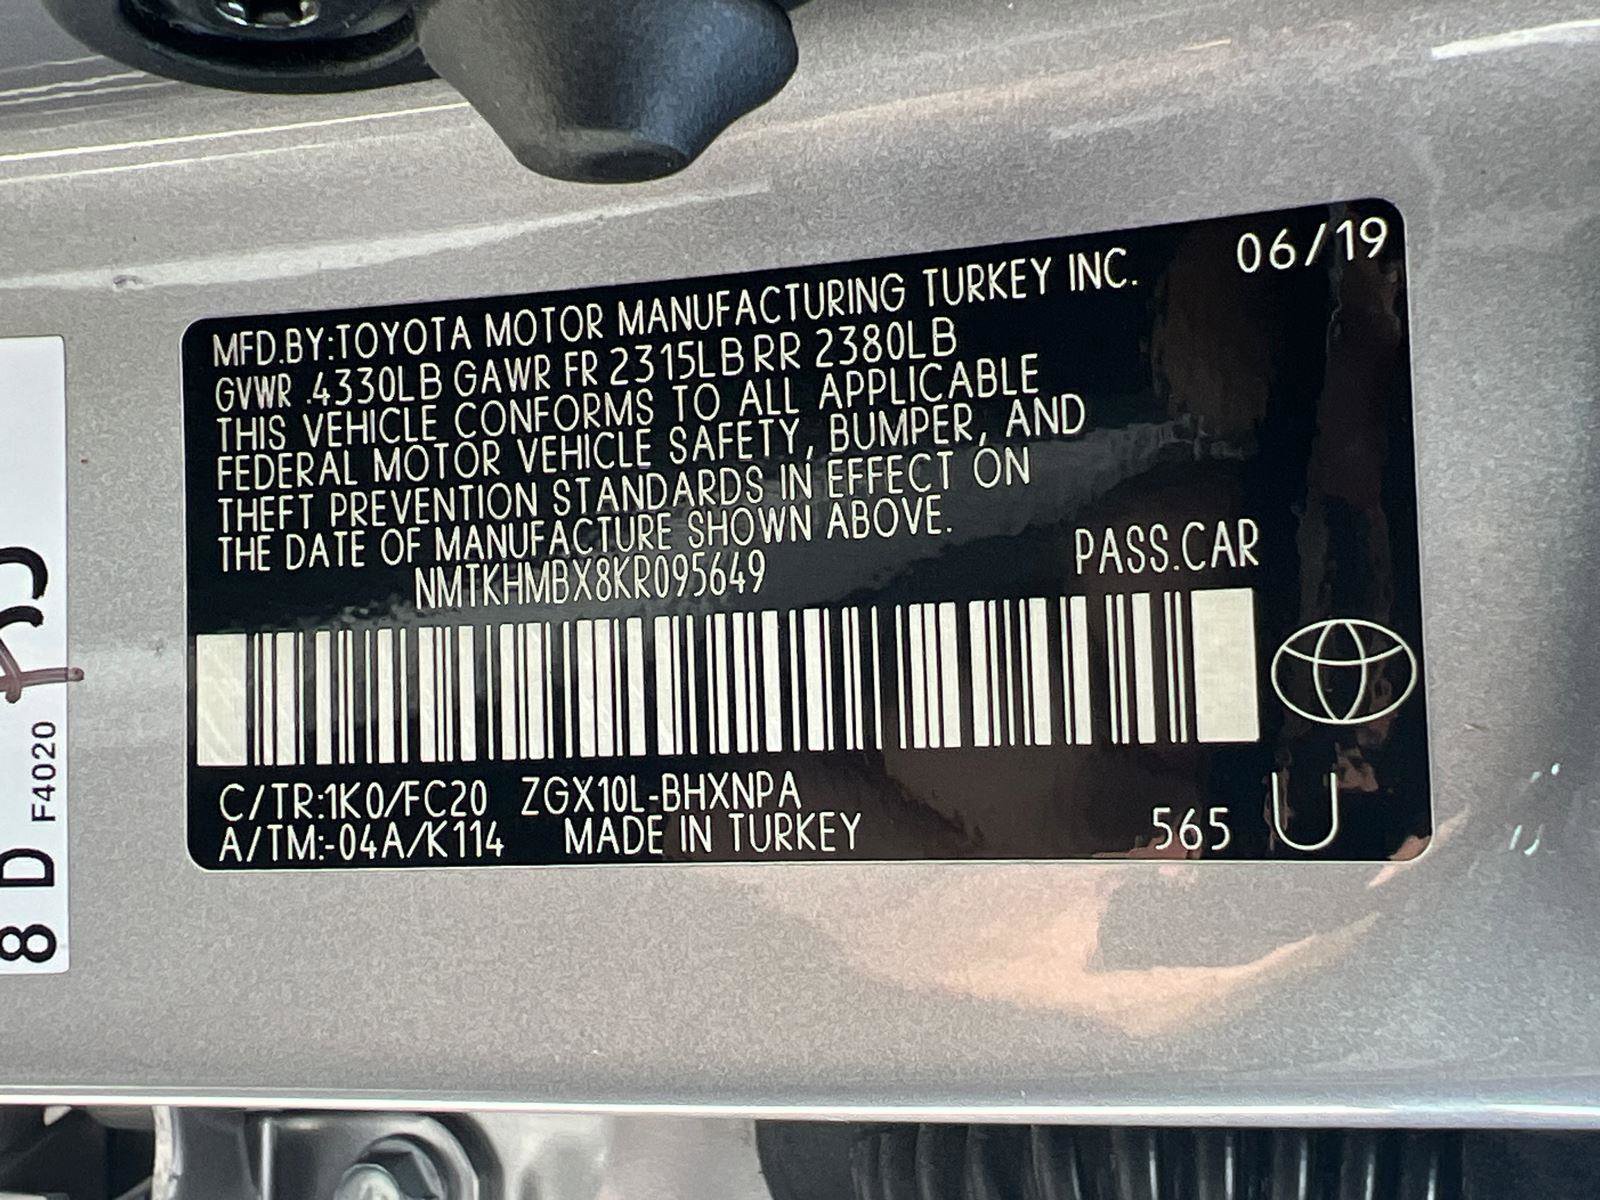 06/19
MFD.BY:TOYOTA MOTOR MANUFACTURING TURKEY INC.
GVWR .4330LB GAWR FR 2315LB RR 2380LB
THIS VEHICLE CONFORMS TO ALL APPLICABLE
FEDERAL MOTOR VEHICLE SAFETY, BUMPER, AND
THEFT PREVENTION STANDARDS IN EFFECT ON
THE DATE OF MANUFACTURE SHOWN ABOVE.
NMTKHMBX8KR095649 PASS.CAR
C/TR:1K0/FC20 ZGX10L-BHXNPA
A/TM:-04A/K114 MADE IN TURKEY 565 U
8 D
F4020